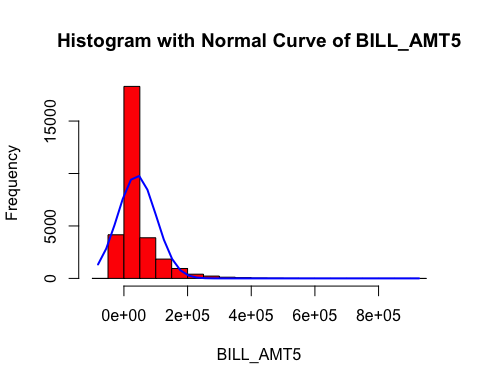 Histogram with Normal Curve of BILL_AMT5
Frequency
15000
5000
0
0e+00 2e+05 4e+05 6e+05 8e+05
BILL_AMT5